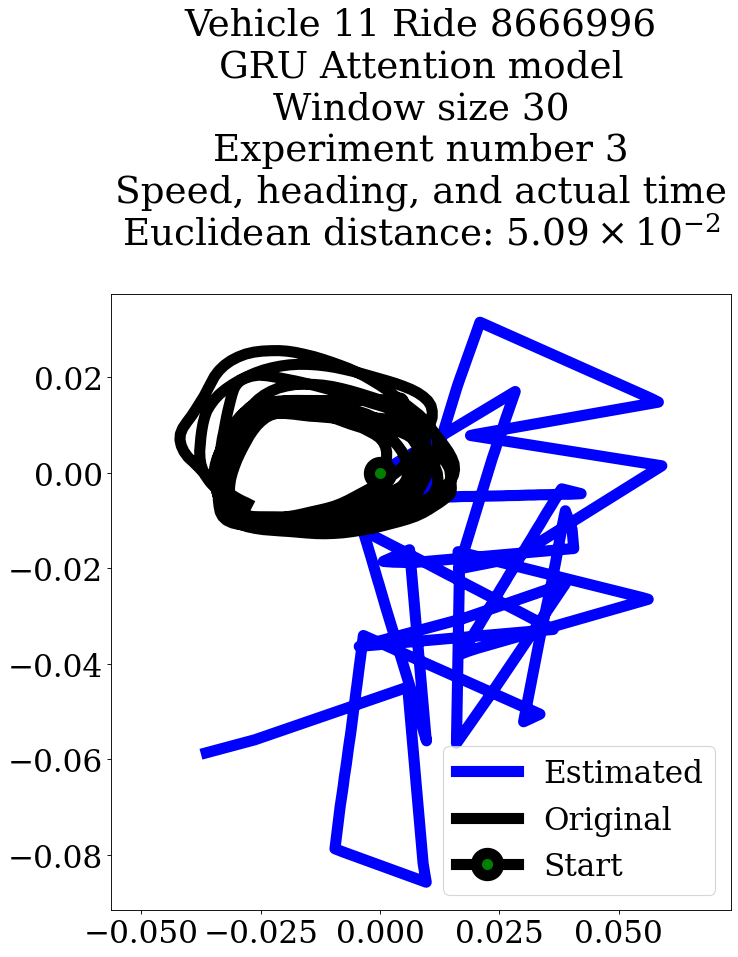 Vehicle 11 Ride 8666996
GRU Attention model
Window size 30
Experiment number 3
Speed, heading, and actual time
Euclidean distance: 5.09 × 10⁻²
0.02
0.00
−0.02
−0.04
−0.06
−0.08
Estimated
Original
Start
−0.050 −0.025 0.000 0.025 0.050